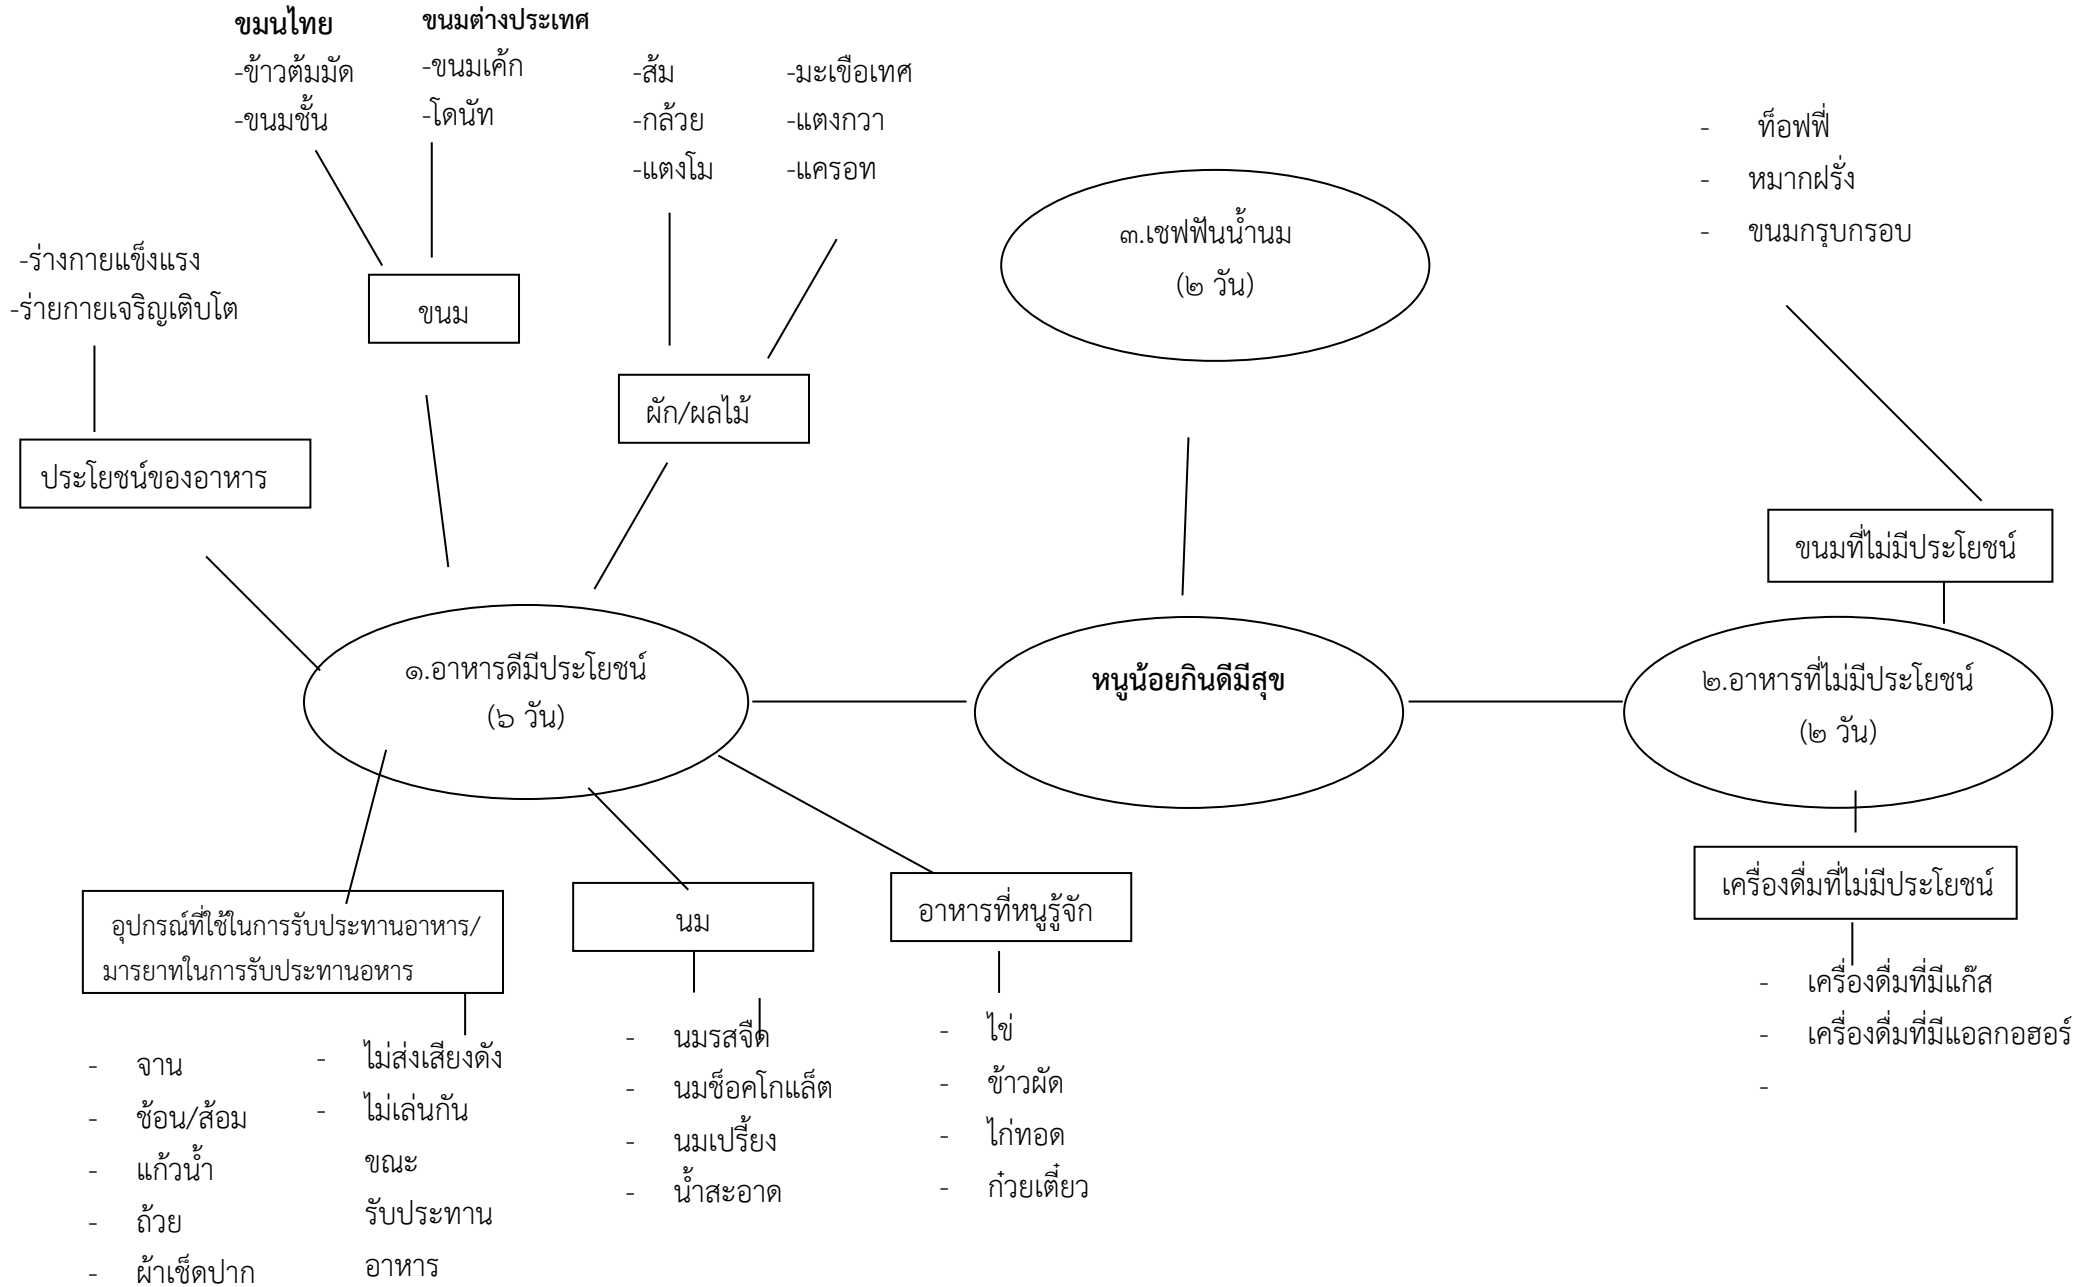 ขมนไทย
-ข้าวต้มมัด
-ขนมชั้น
ขนมต่างประเทศ
-ขนมเค้ก
-โดนัท
-ส้ม
-กล้วย
-แตงโม
-มะเขือเทศ
-แตงกวา
-แครอท
- ท็อฟฟี่
- หมากฝรั่ง
- ขนมกรุบกรอบ
๓.เชฟฟันน้ำนม
(๒ วัน)
-ร่างกายแข็งแรง
-ร่ายกายเจริญเติบโต
ขนม
ผัก/ผลไม้
ประโยชน์ของอาหาร
ขนมที่ไม่มีประโยชน์
๑.อาหารดีมีประโยชน์
(๖ วัน)
หนูน้อยกินดีมีสุข
๒.อาหารที่ไม่มีประโยชน์
(๒ วัน)
อุปกรณ์ที่ใช้ในการรับประทานอาหาร/
มารยาทในการรับประทานอหาร
นม
อาหารที่หนูรู้จัก
เครื่องดื่มที่ไม่มีประโยชน์
- จาน
- ช้อน/ส้อม
- แก้วน้ำ
- ถ้วย
- ผ้าเช็ดปาก
- ไม่ส่งเสียงดัง
- ไม่เล่นกัน
ขณะ
รับประทาน
อาหาร
- นมรสจืด
- นมช็อคโกแล็ต
- นมเปรี้ยง
- น้ำสะอาด
- ไข่
- ข้าวผัด
- ไก่ทอด
- ก๋วยเตี๋ยว
- เครื่องดื่มที่มีแก๊ส
- เครื่องดื่มที่มีแอลกอฮอร์
-